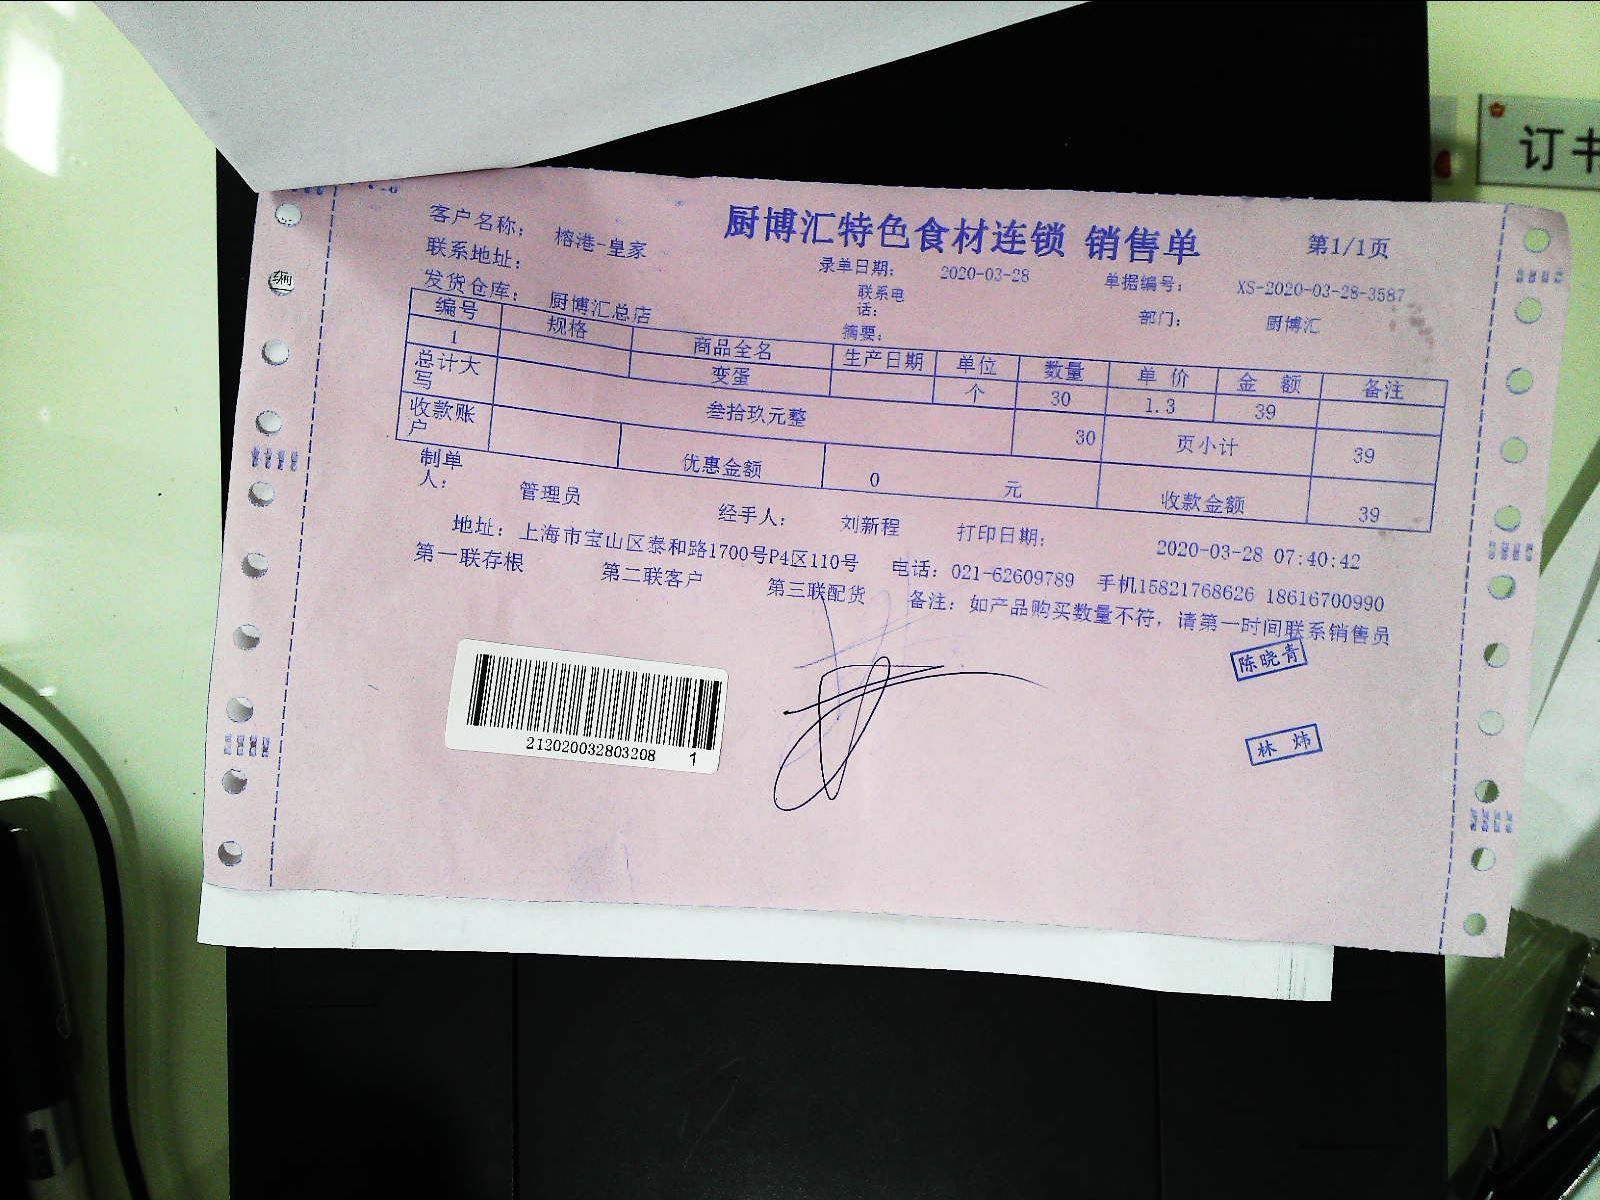 订书
厨博汇特色食材连锁 销售单 第1/1页
客户名称: 榕港-皇家
录单日期: 2020-03-28 单据编号: XS-2020-03-28-3587
联系地址: 联系电话: 部门: 厨博汇
发货仓库: 厨博汇总店 摘要:
编号 规格 商品全名 生产日期 单位 数量 单价 金额 备注
1 变蛋 个 30 1.3 39
总计大写 叁拾玖元整 30 页小计 39
收款账户 优惠金额 0 元 收款金额 39
制单人: 管理员 经手人: 刘新程 打印日期: 2020-03-28 07:40:42
地址: 上海市宝山区泰和路1700号P4区110号 电话: 021-62609789 手机15821768626 18616700990
第一联存根 第二联客户 第三联配货 备注: 如产品购买数量不符, 请第一时间联系销售员
陈晓青
林炜
212020032803208 1